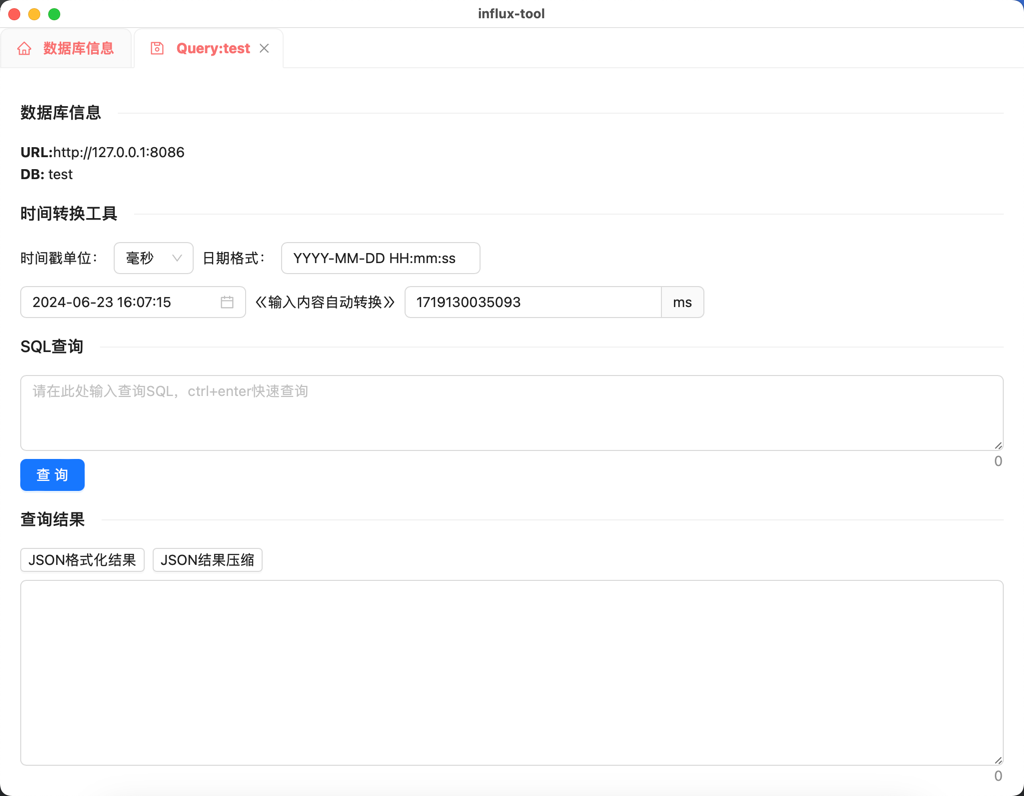 influx-tool
数据库信息 Query:test
数据库信息
URL:http://127.0.0.1:8086
DB: test
时间转换工具
时间戳单位： 毫秒 日期格式： YYYY-MM-DD HH:mm:ss
2024-06-23 16:07:15 《输入内容自动转换》 1719130035093 ms
SQL查询
请在此处输入查询SQL，ctrl+enter快速查询
0
查 询
查询结果
JSON格式化结果 JSON结果压缩
0